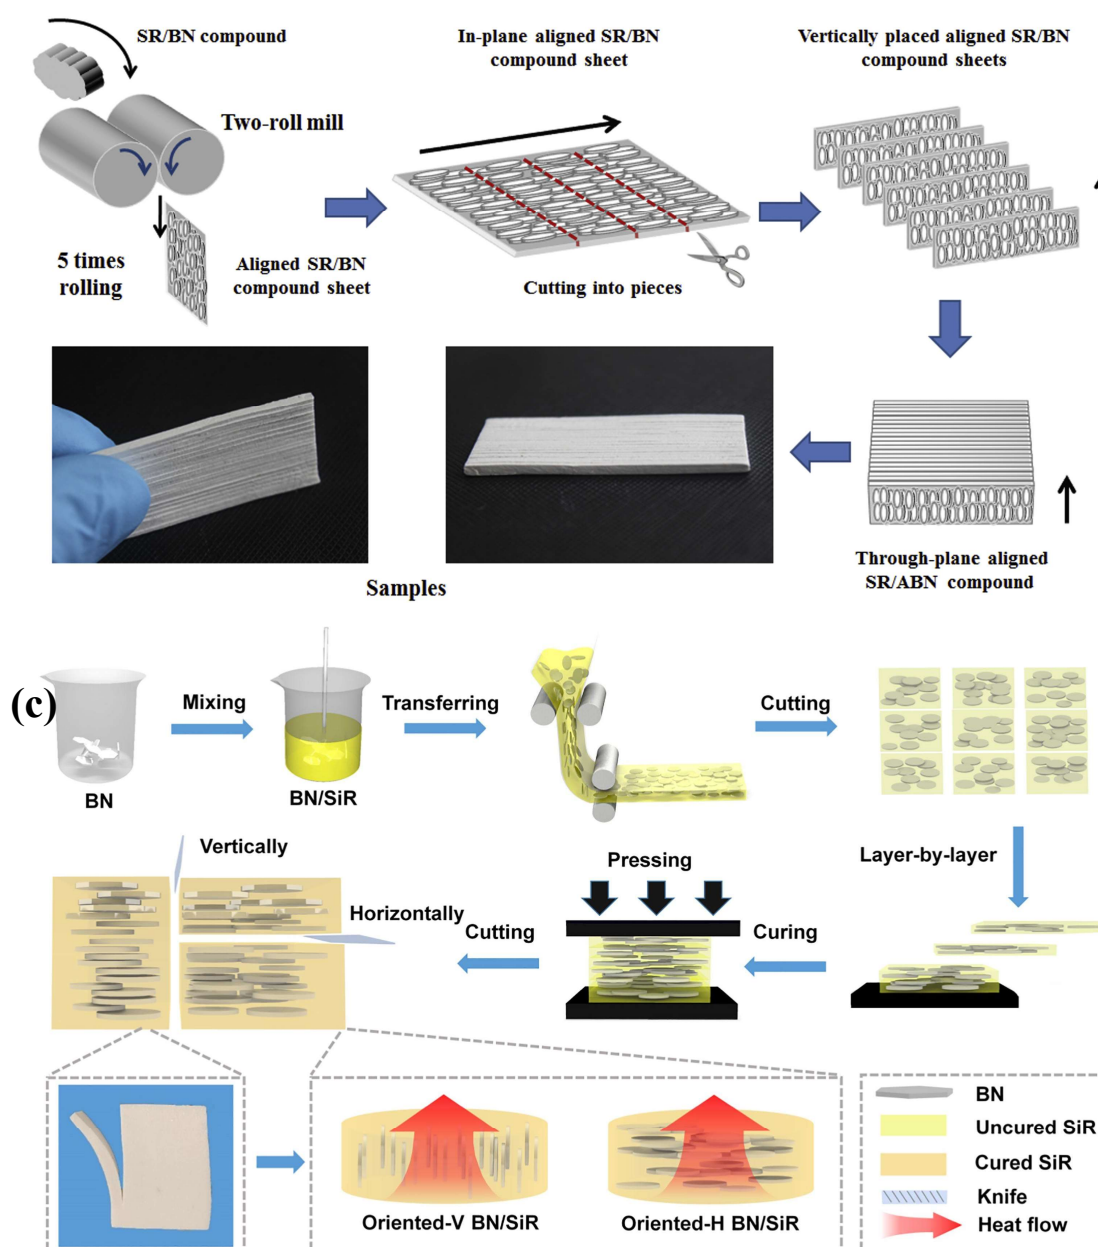 SR/BN compound
Two-roll mill
5 times
rolling
Aligned SR/BN
compound sheet
In-plane aligned SR/BN
compound sheet
Cutting into pieces
Vertically placed aligned SR/BN
compound sheets
Through-plane aligned
SR/ABN compound
Samples
(c)
BN
Mixing
BN/SiR
Transferring
Cutting
Layer-by-layer
Curing
Pressing
Cutting
Vertically
Horizontally
Oriented-V BN/SiR
Oriented-H BN/SiR
BN
Uncured SiR
Cured SiR
Knife
Heat flow